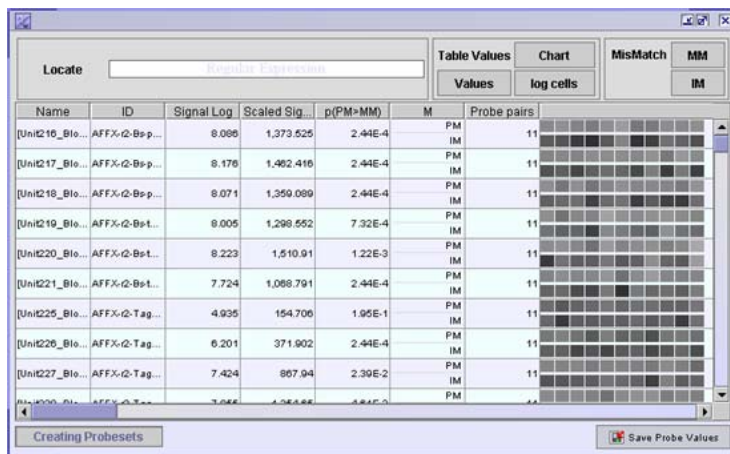 Table Values Chart MisMatch MM
Locate Regular Expression
Values log cells IM
Name ID Signal Log Scaled Sig... p(PM>MM) M Probe pairs
[Unit216_Blo... AFFX-r2-Bs-p... 8.086 1,373.525 2.44E-4 PM IM 11
[Unit217_Blo... AFFX-r2-Bs-p... 8.176 1,462.416 2.44E-4 PM IM 11
[Unit218_Blo... AFFX-r2-Bs-p... 8.071 1,359.089 2.44E-4 PM IM 11
[Unit219_Blo... AFFX-r2-Bs-t... 8.005 1,298.552 7.32E-4 PM IM 11
[Unit220_Blo... AFFX-r2-Bs-t... 8.223 1,510.91 1.22E-3 PM IM 11
[Unit221_Blo... AFFX-r2-Bs-t... 7.724 1,068.791 2.44E-4 PM IM 11
[Unit225_Blo... AFFX-r2-Tag... 4.935 154.706 1.95E-1 PM IM 11
[Unit226_Blo... AFFX-r2-Tag... 6.201 371.902 2.44E-4 PM IM 11
[Unit227_Blo... AFFX-r2-Tag... 7.424 867.94 2.39E-2 PM IM 11
PM
Creating Probesets Save Probe Values